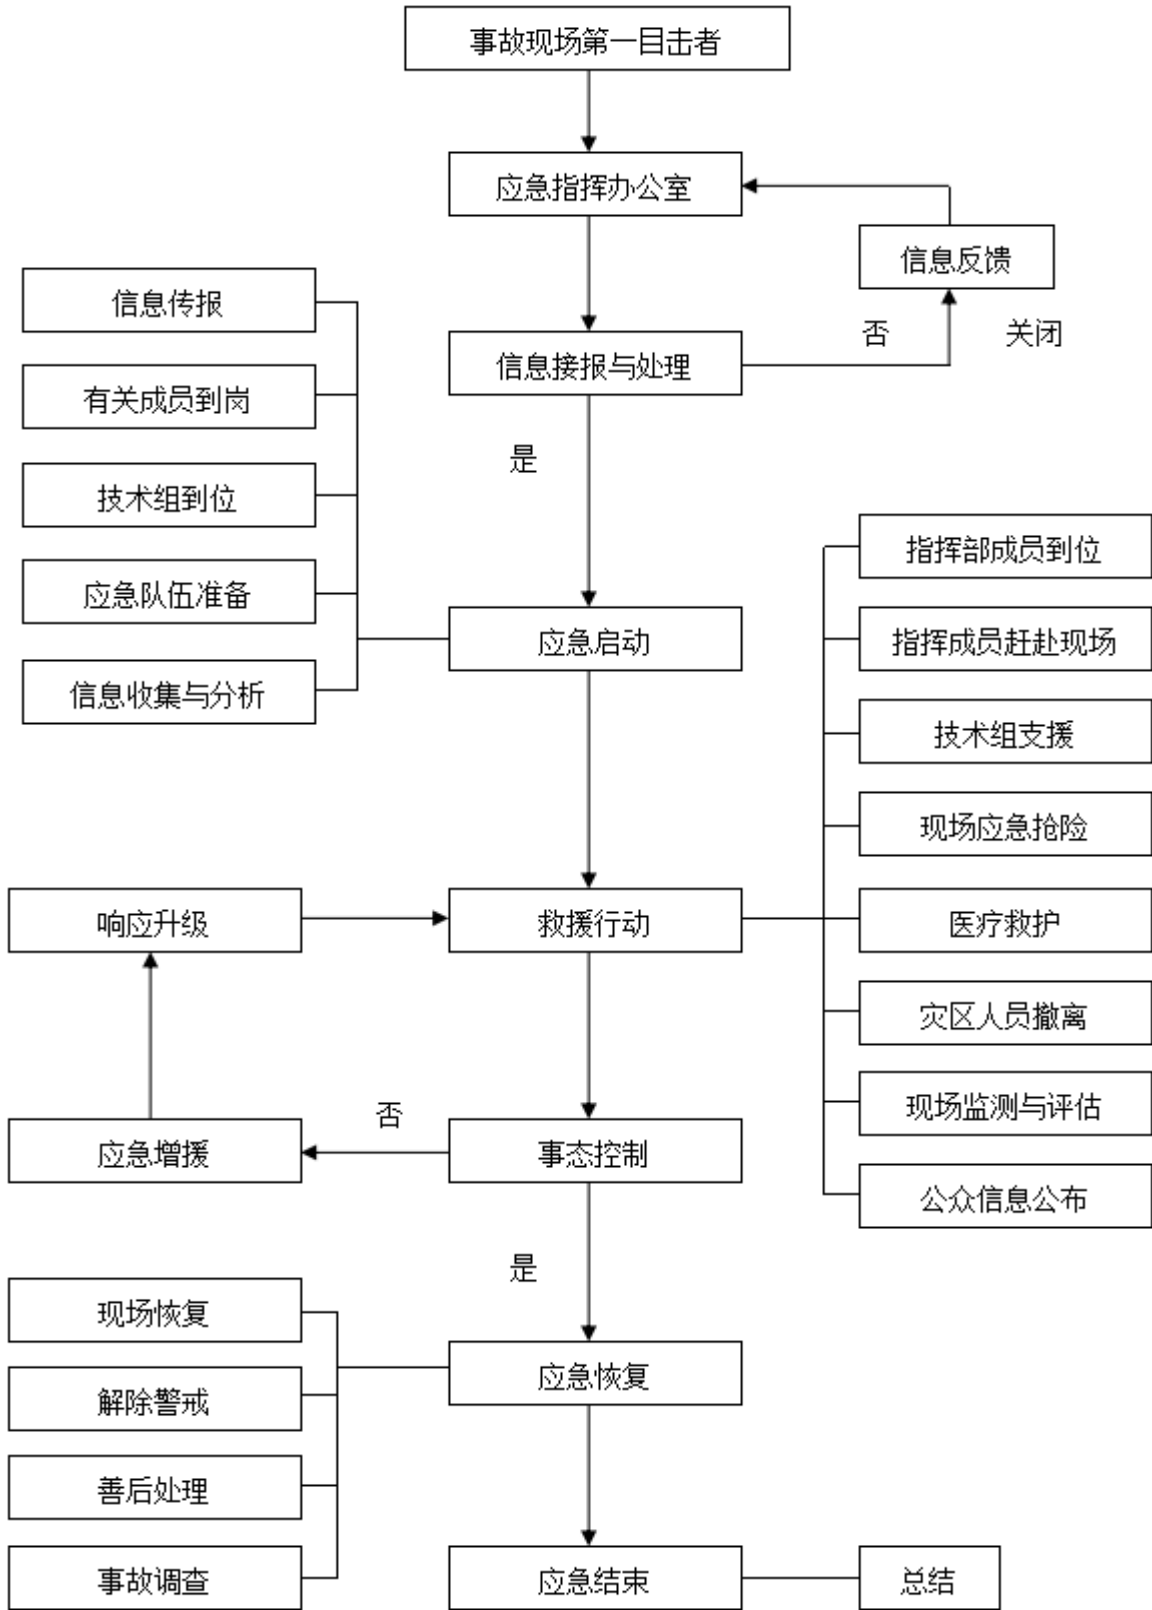 事故现场第一目击者
应急指挥办公室
信息反馈
信息传报
否
关闭
信息接报与处理
有关成员到岗
是
技术组到位
指挥部成员到位
应急队伍准备
应急启动
指挥成员赶赴现场
信息收集与分析
技术组支援
现场应急抢险
响应升级
救援行动
医疗救护
灾区人员撤离
现场监测与评估
否
应急增援
事态控制
公众信息公布
是
现场恢复
应急恢复
解除警戒
善后处理
事故调查
应急结束
总结